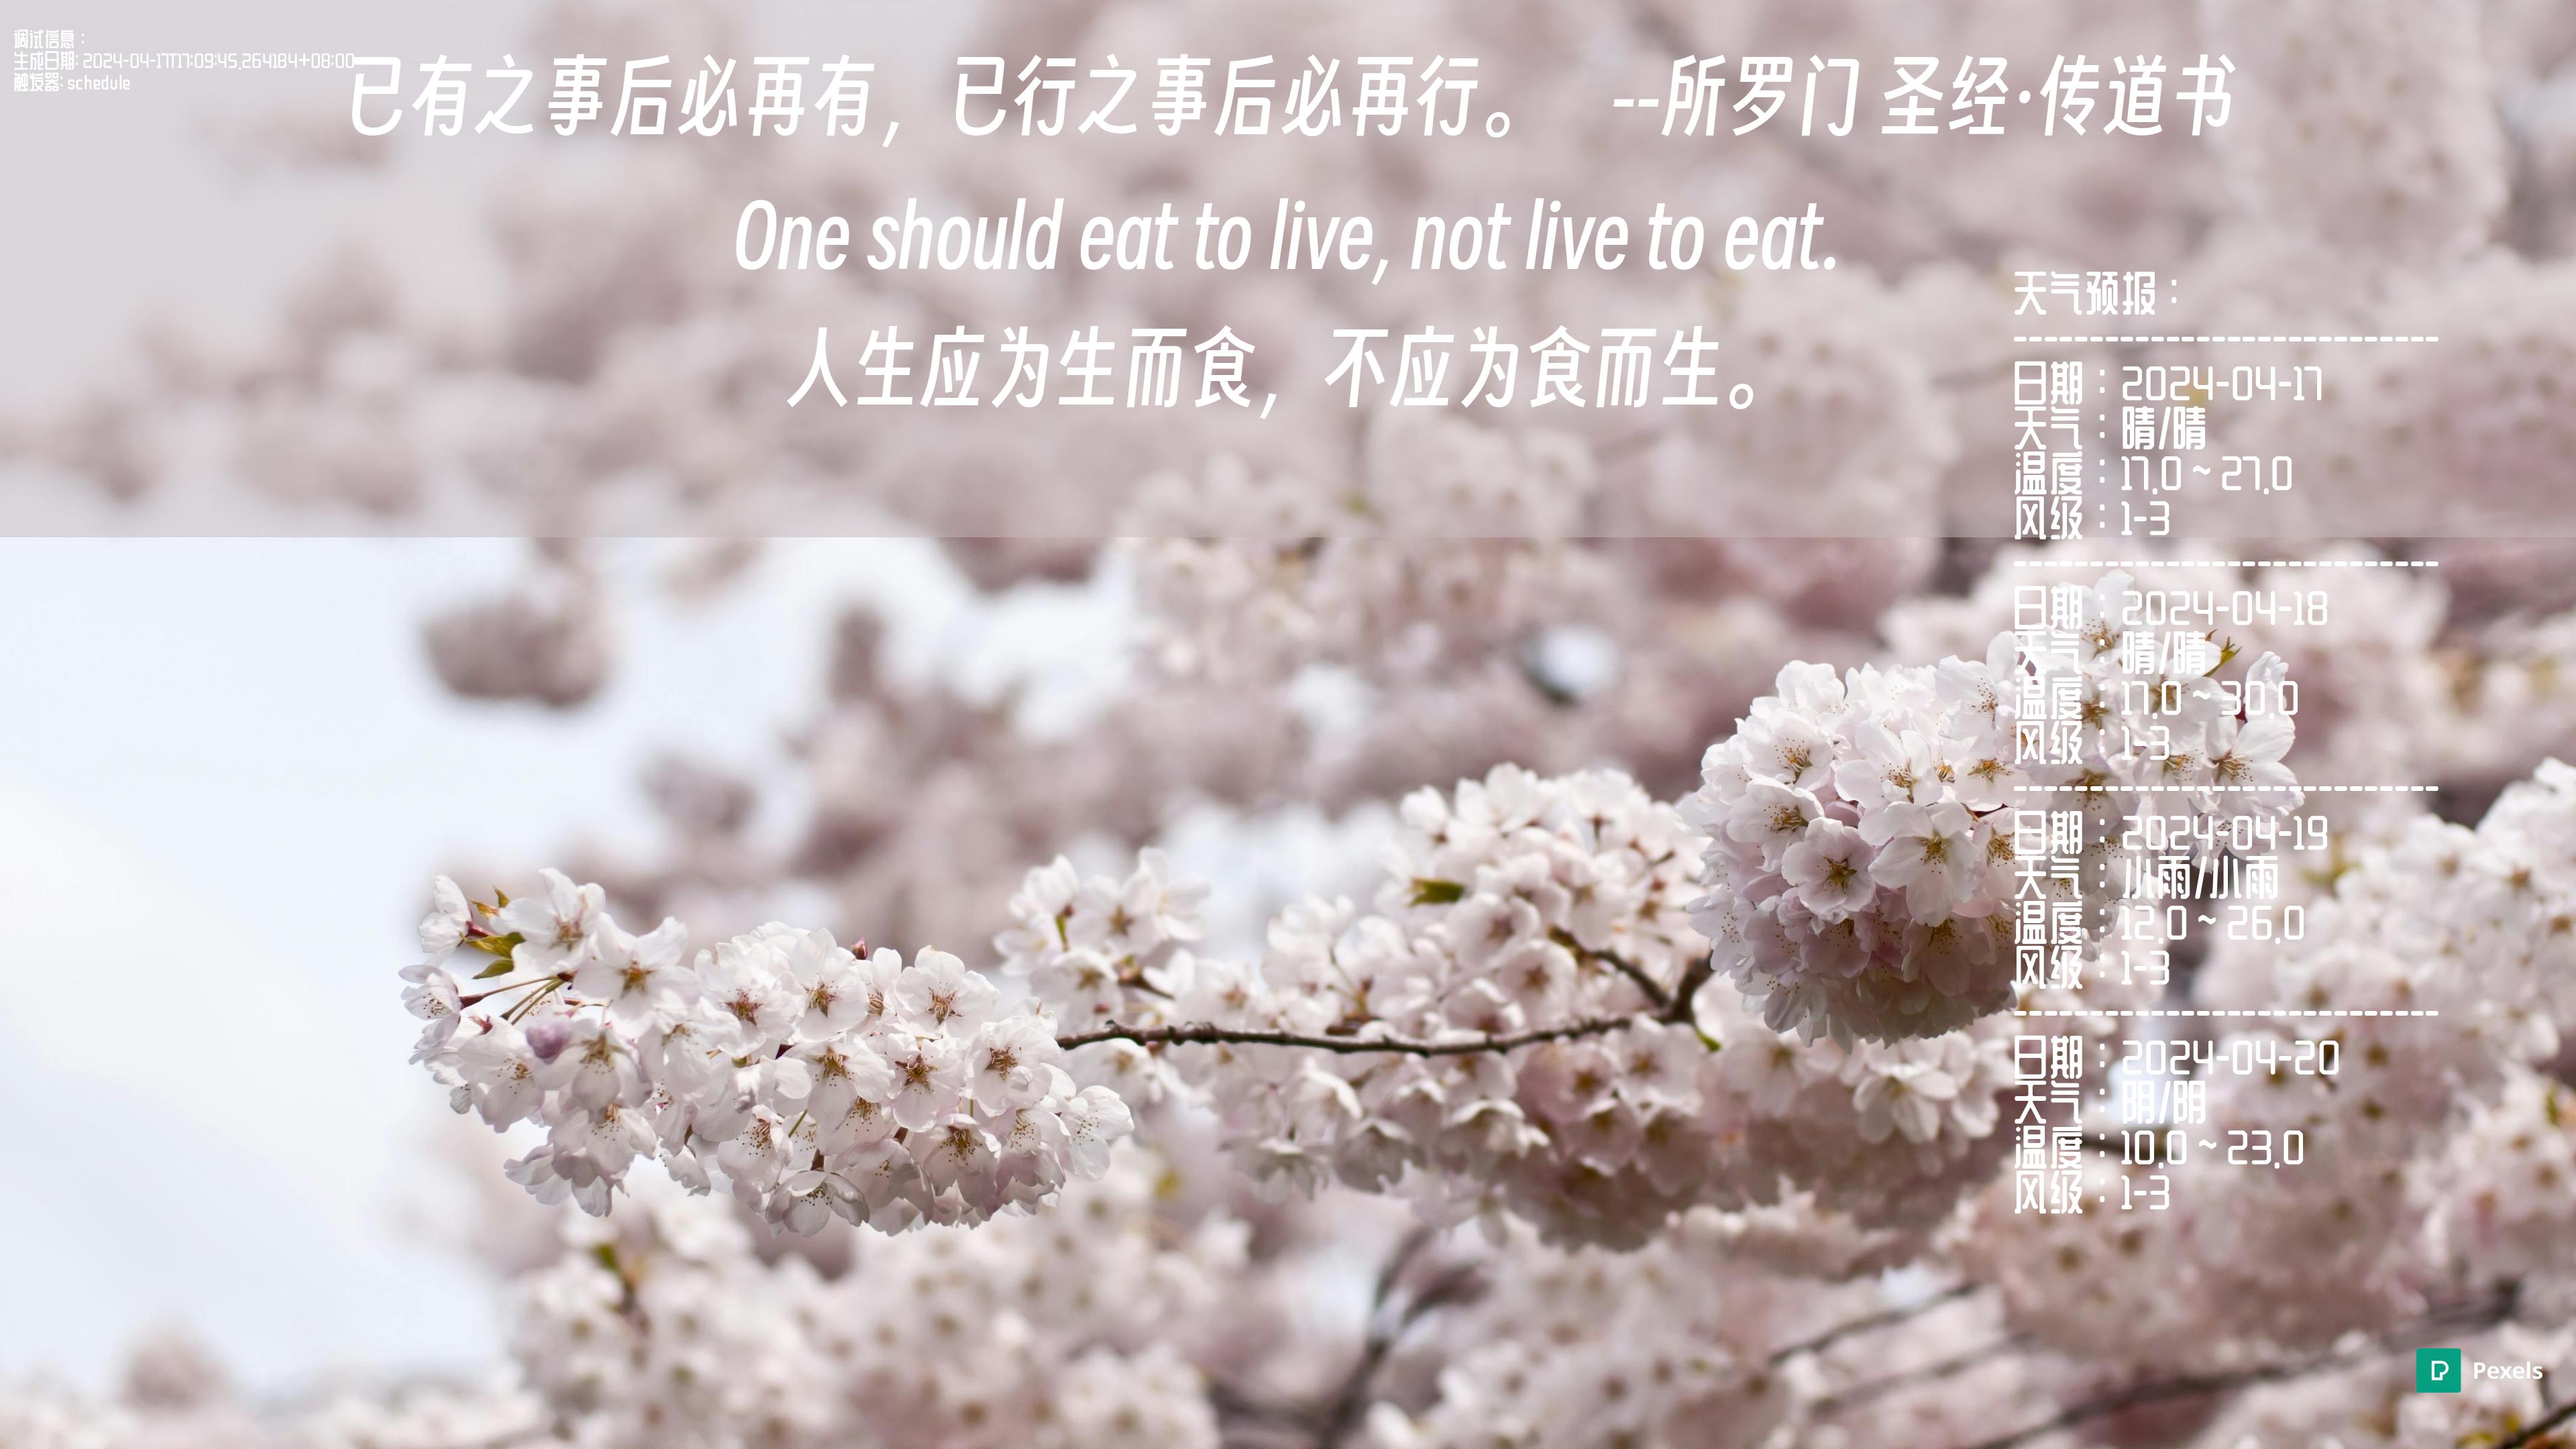 调试信息：
生成日期: 2024-04-17T17:09:45.264184+08:00
触发器: schedule
已有之事后必再有，已行之事后必再行。 --所罗门 圣经·传道书
One should eat to live, not live to eat.
人生应为生而食，不应为食而生。
天气预报：
------------------------------
日期：2024-04-17
天气：晴/晴
温度：17.0 ~ 27.0
风级：1-3
------------------------------
日期：2024-04-18
天气：晴/晴
温度：17.0 ~ 30.0
风级：1-3
------------------------------
日期：2024-04-19
天气：小雨/小雨
温度：12.0 ~ 26.0
风级：1-3
------------------------------
日期：2024-04-20
天气：阴/阴
温度：10.0 ~ 23.0
风级：1-3
Pexels